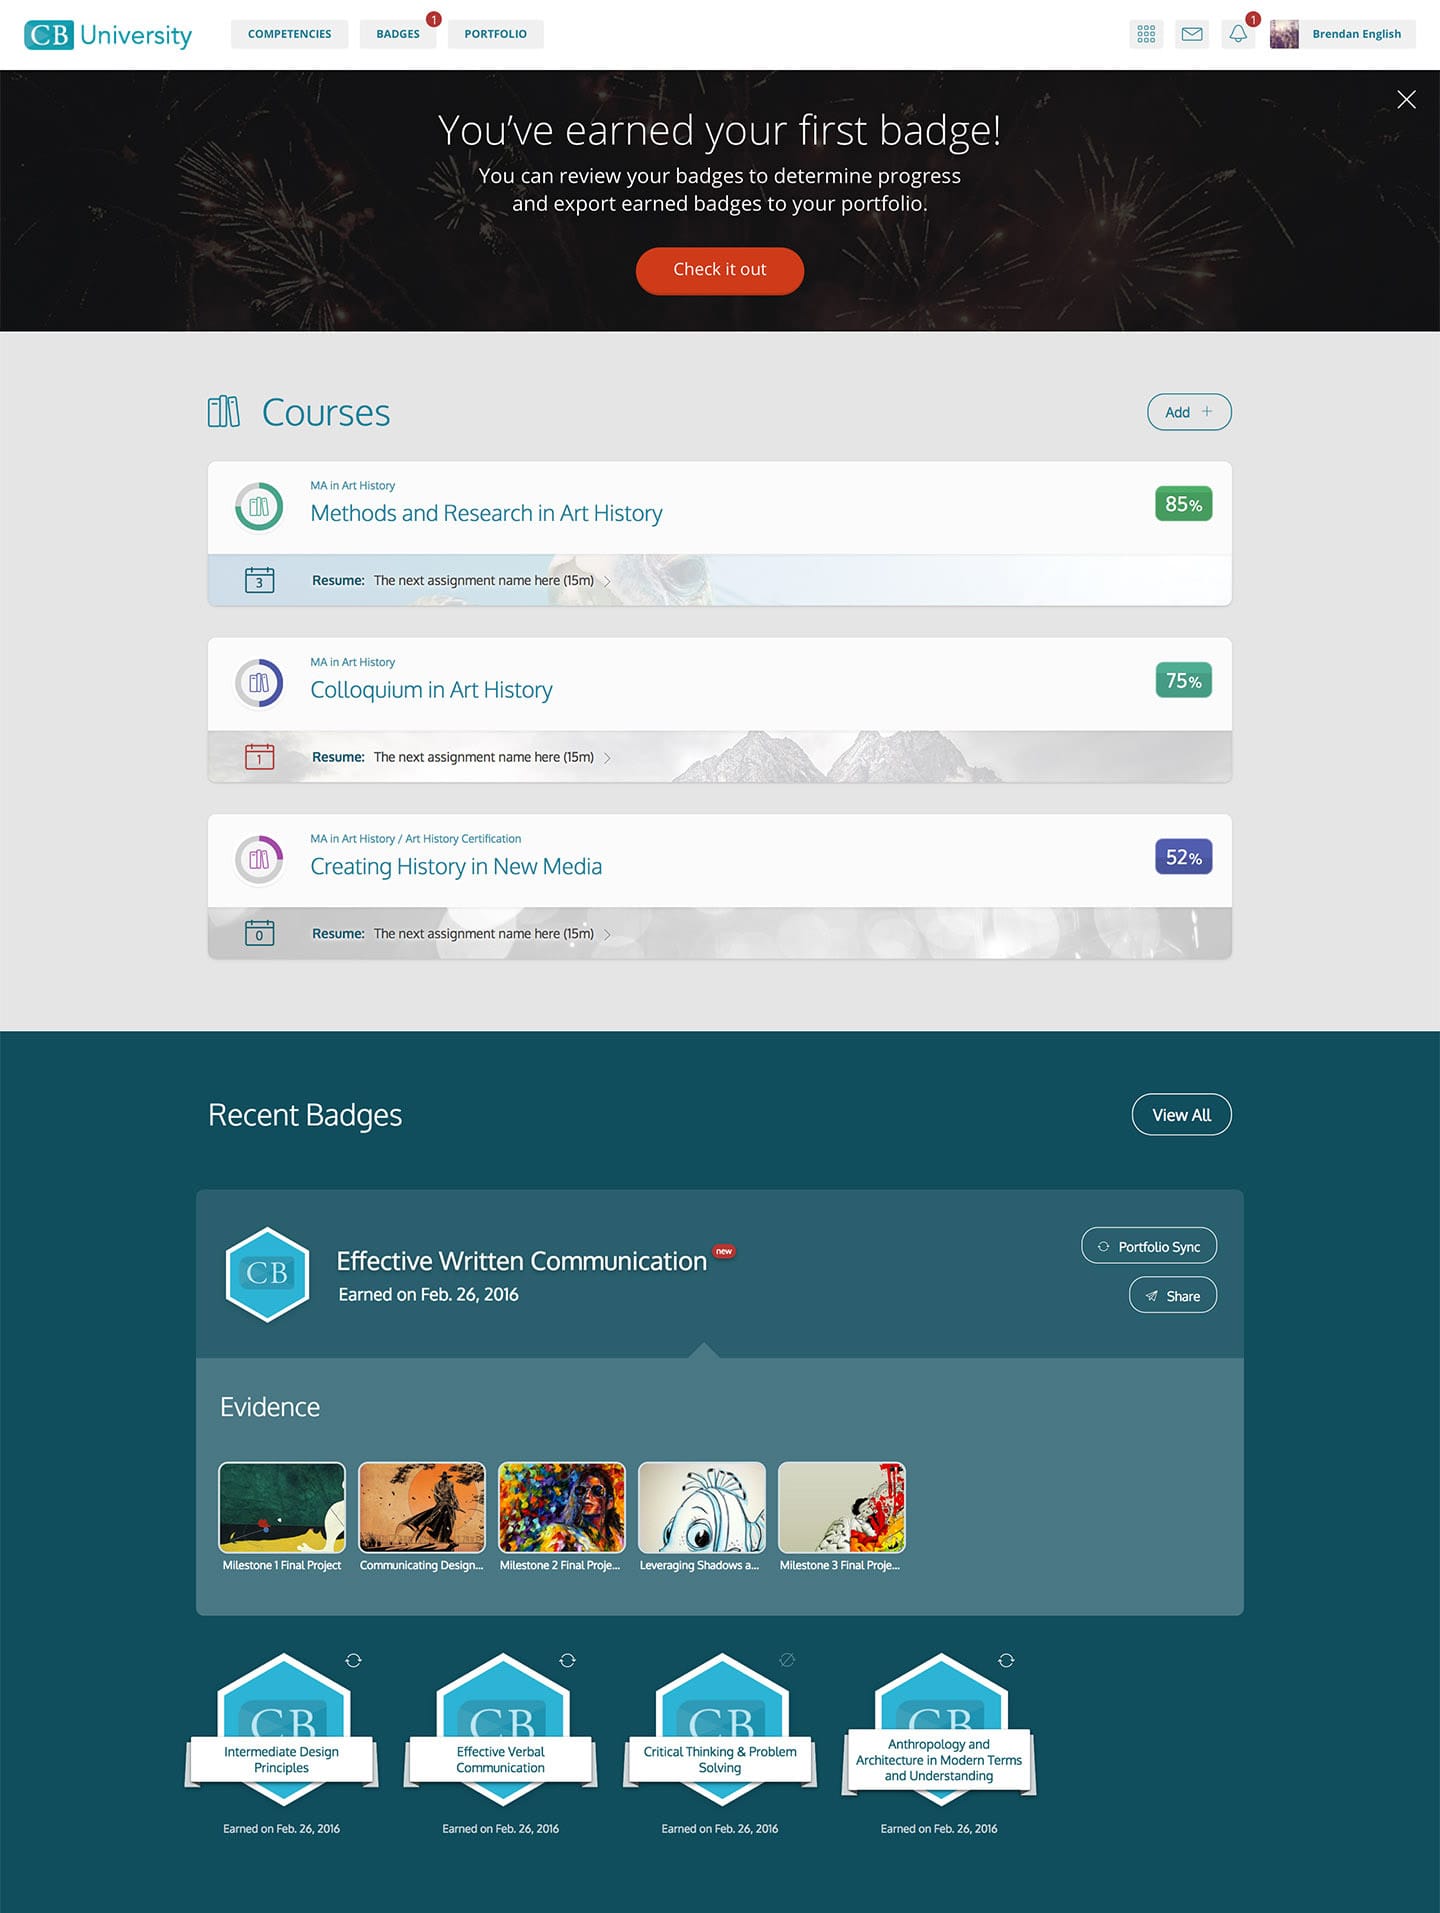 CB University
COMPETENCIES
BADGES
1
PORTFOLIO
1
Brendan English
You’ve earned your first badge!
You can review your badges to determine progress
and export earned badges to your portfolio.
Check it out
Courses
Add +
MA in Art History
Methods and Research in Art History
85%
3
Resume: The next assignment name here (15m) >
MA in Art History
Colloquium in Art History
75%
1
Resume: The next assignment name here (15m) >
MA in Art History / Art History Certification
Creating History in New Media
52%
0
Resume: The next assignment name here (15m) >
Recent Badges
View All
CB
Effective Written Communication new
Earned on Feb. 26, 2016
Portfolio Sync
Share
Evidence
Milestone 1 Final Project
Communicating Design...
Milestone 2 Final Proje...
Leveraging Shadows a...
Milestone 3 Final Proje...
CB
Intermediate Design
Principles
Earned on Feb. 26, 2016
CB
Effective Verbal
Communication
Earned on Feb. 26, 2016
CB
Critical Thinking & Problem
Solving
Earned on Feb. 26, 2016
CB
Anthropology and
Architecture in Modern Terms
and Understanding
Earned on Feb. 26, 2016